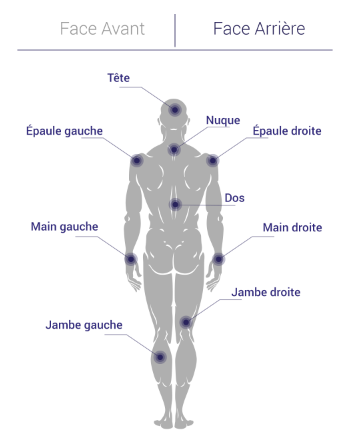 Face Avant
Face Arrière
Tête
Nuque
Épaule gauche
Épaule droite
Dos
Main gauche
Main droite
Jambe droite
Jambe gauche